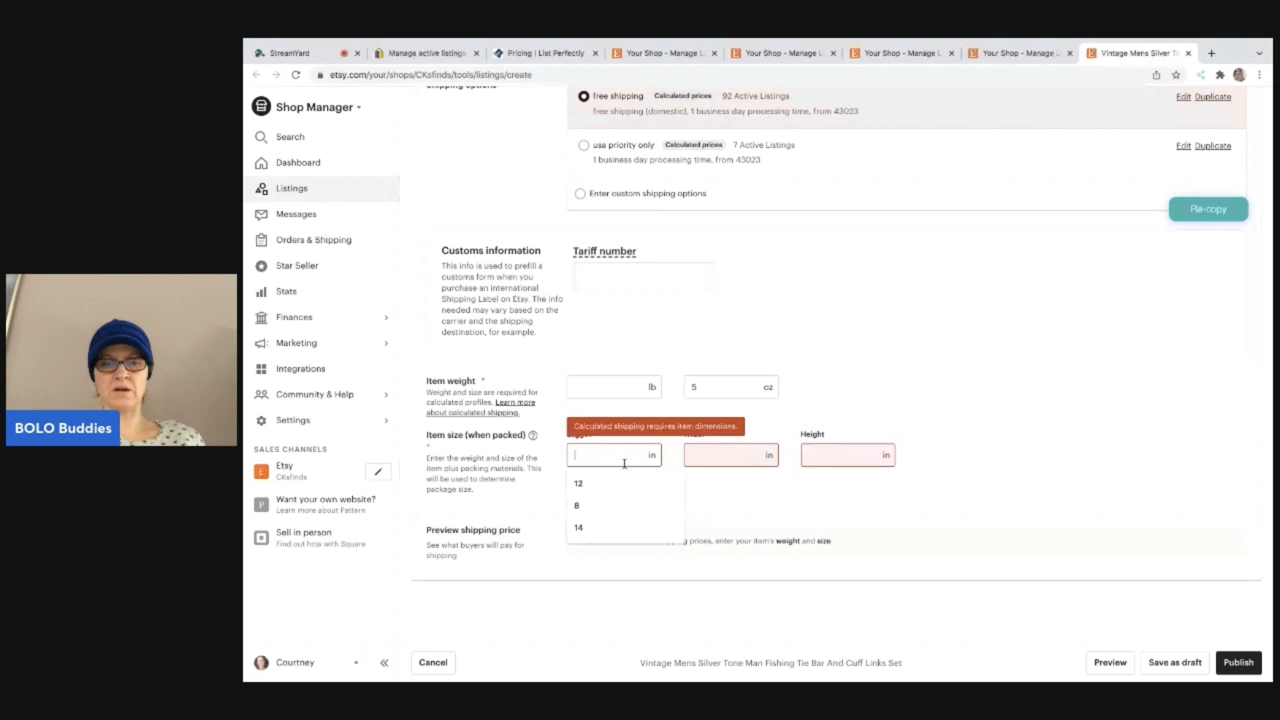 StreamYard
Manage active listings
Pricing | List Perfectly
Your Shop - Manage L
Your Shop - Manage L
Your Shop - Manage L
Your Shop - Manage L
Vintage Mens Silver To
etsy.com/your/shops/CKsfinds/tools/listings/create
Shop Manager
Search
Dashboard
Listings
Messages
Orders & Shipping
Star Seller
Stats
Finances
Marketing
Integrations
Community & Help
Settings
SALES CHANNELS
Etsy
CKsfinds
Want your own website?
Learn more about Pattern
Sell in person
Find out how with Square
Courtney
Shipping options
free shipping Calculated prices 92 Active Listings
Edit Duplicate
free shipping (domestic), 1 business day processing time, from 43023
use priority only Calculated prices 7 Active Listings
Edit Duplicate
1 business day processing time, from 43023
Enter custom shipping options
Re-copy
Customs information
Tariff number
This info is used to prefill a
customs form when you
purchase an international
Shipping Label on Etsy. The info
needed may vary based on the
carrier and the shipping
destination, for example.
Item weight *
lb
5 oz
Weight and size are required for
calculated profiles. Learn more
about calculated shipping.
Calculated shipping requires item dimensions.
Item size (when packed)
*
Height
in
in
in
Enter the weight and size of the
item plus packing materials. This
will be used to determine
package size.
12
8
14
Preview shipping price
See what buyers will pay for
shipping
prices, enter your item's weight and size
Cancel
Vintage Mens Silver Tone Man Fishing Tie Bar And Cuff Links Set
Preview
Save as draft
Publish
BOLO Buddies